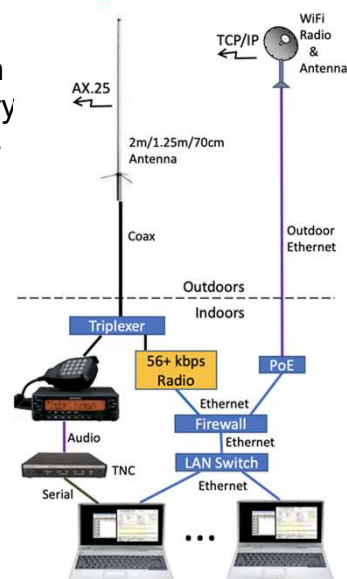 WiFi
Radio
&
Antenna
TCP/IP
AX.25
2m/1.25m/70cm
Antenna
Coax
Outdoor
Ethernet
Outdoors
Indoors
Triplexer
56+ kbps
Radio
PoE
Ethernet
Firewall
Ethernet
LAN Switch
Ethernet
Audio
TNC
Serial